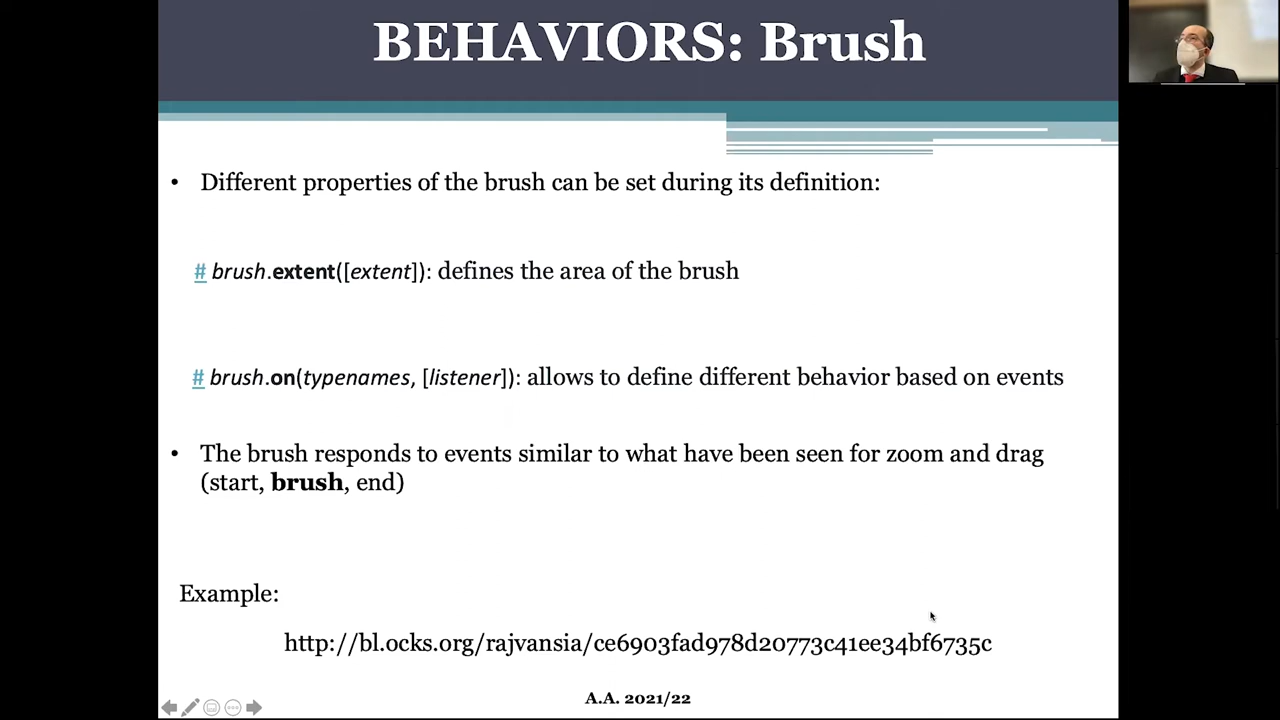 BEHAVIORS: Brush
• Different properties of the brush can be set during its definition:
# brush.extent([extent]): defines the area of the brush
# brush.on(typenames, [listener]): allows to define different behavior based on events
• The brush responds to events similar to what have been seen for zoom and drag
(start, brush, end)
Example:
http://bl.ocks.org/rajvansia/ce6903fad978d20773c41ee34bf6735c
A.A. 2021/22